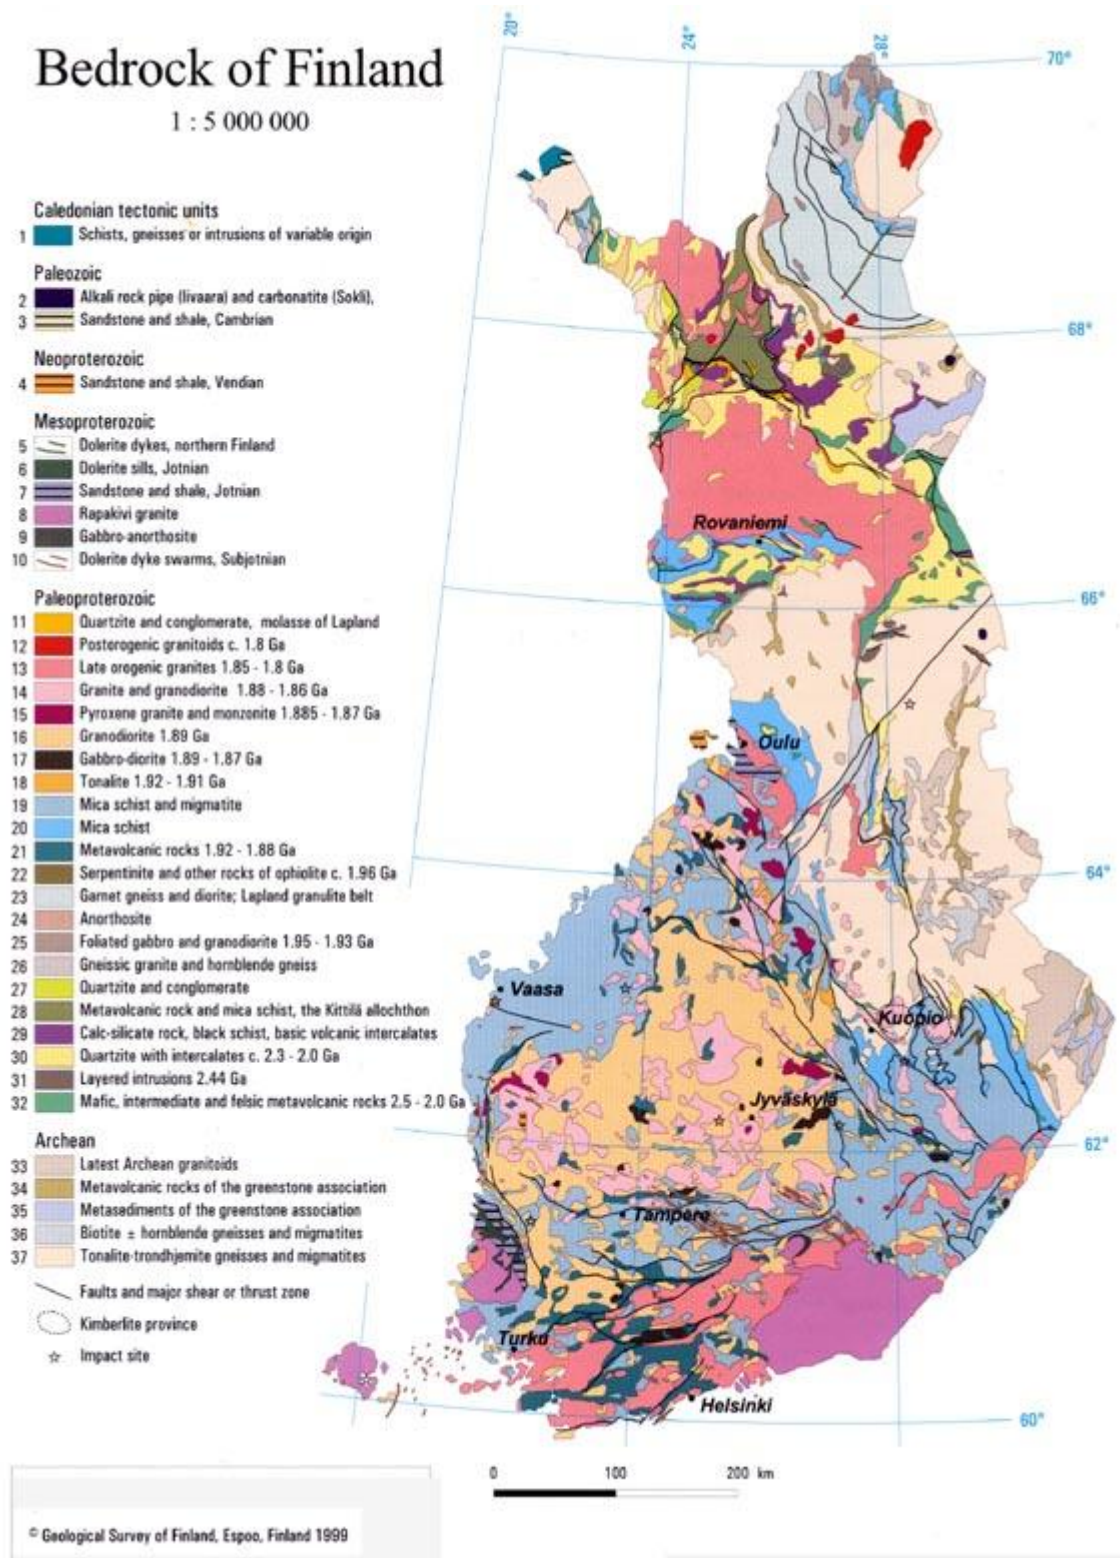 Bedrock of Finland
1 : 5 000 000
Caledonian tectonic units
1 Schists, gneisses or intrusions of variable origin
Paleozoic
2 Alkali rock pipe (Iivaara) and carbonatite (Sokli),
3 Sandstone and shale, Cambrian
Neoproterozoic
4 Sandstone and shale, Vendian
Mesoproterozoic
5 Dolerite dykes, northern Finland
6 Dolerite sills, Jotnian
7 Sandstone and shale, Jotnian
8 Rapakivi granite
9 Gabbro-anorthosite
10 Dolerite dyke swarms, Subjotnian
Paleoproterozoic
11 Quartzite and conglomerate, molasse of Lapland
12 Postorogenic granitoids c. 1.8 Ga
13 Late orogenic granites 1.85 - 1.8 Ga
14 Granite and granodiorite 1.88 - 1.86 Ga
15 Pyroxene granite and monzonite 1.885 - 1.87 Ga
16 Granodiorite 1.89 Ga
17 Gabbro-diorite 1.89 - 1.87 Ga
18 Tonalite 1.92 - 1.91 Ga
19 Mica schist and migmatite
20 Mica schist
21 Metavolcanic rocks 1.92 - 1.88 Ga
22 Serpentinite and other rocks of ophiolite c. 1.96 Ga
23 Garnet gneiss and diorite; Lapland granulite belt
24 Anorthosite
25 Foliated gabbro and granodiorite 1.95 - 1.93 Ga
26 Gneissic granite and hornblende gneiss
27 Quartzite and conglomerate
28 Metavolcanic rock and mica schist, the Kittilä allochthon
29 Calc-silicate rock, black schist, basic volcanic intercalates
30 Quartzite with intercalates c. 2.3 - 2.0 Ga
31 Layered intrusions 2.44 Ga
32 Mafic, intermediate and felsic metavolcanic rocks 2.5 - 2.0 Ga
Archean
33 Latest Archean granitoids
34 Metavolcanic rocks of the greenstone association
35 Metasediments of the greenstone association
36 Biotite ± hornblende gneisses and migmatites
37 Tonalite-trondhjemite gneisses and migmatites
Faults and major shear or thrust zone
Kimberlite province
Impact site
© Geological Survey of Finland, Espoo, Finland 1999
20°
24°
28°
70°
68°
Rovaniemi
66°
Oulu
64°
Vaasa
Kuopio
Jyväskylä
62°
Tampere
Turku
Helsinki
60°
0 100 200 km